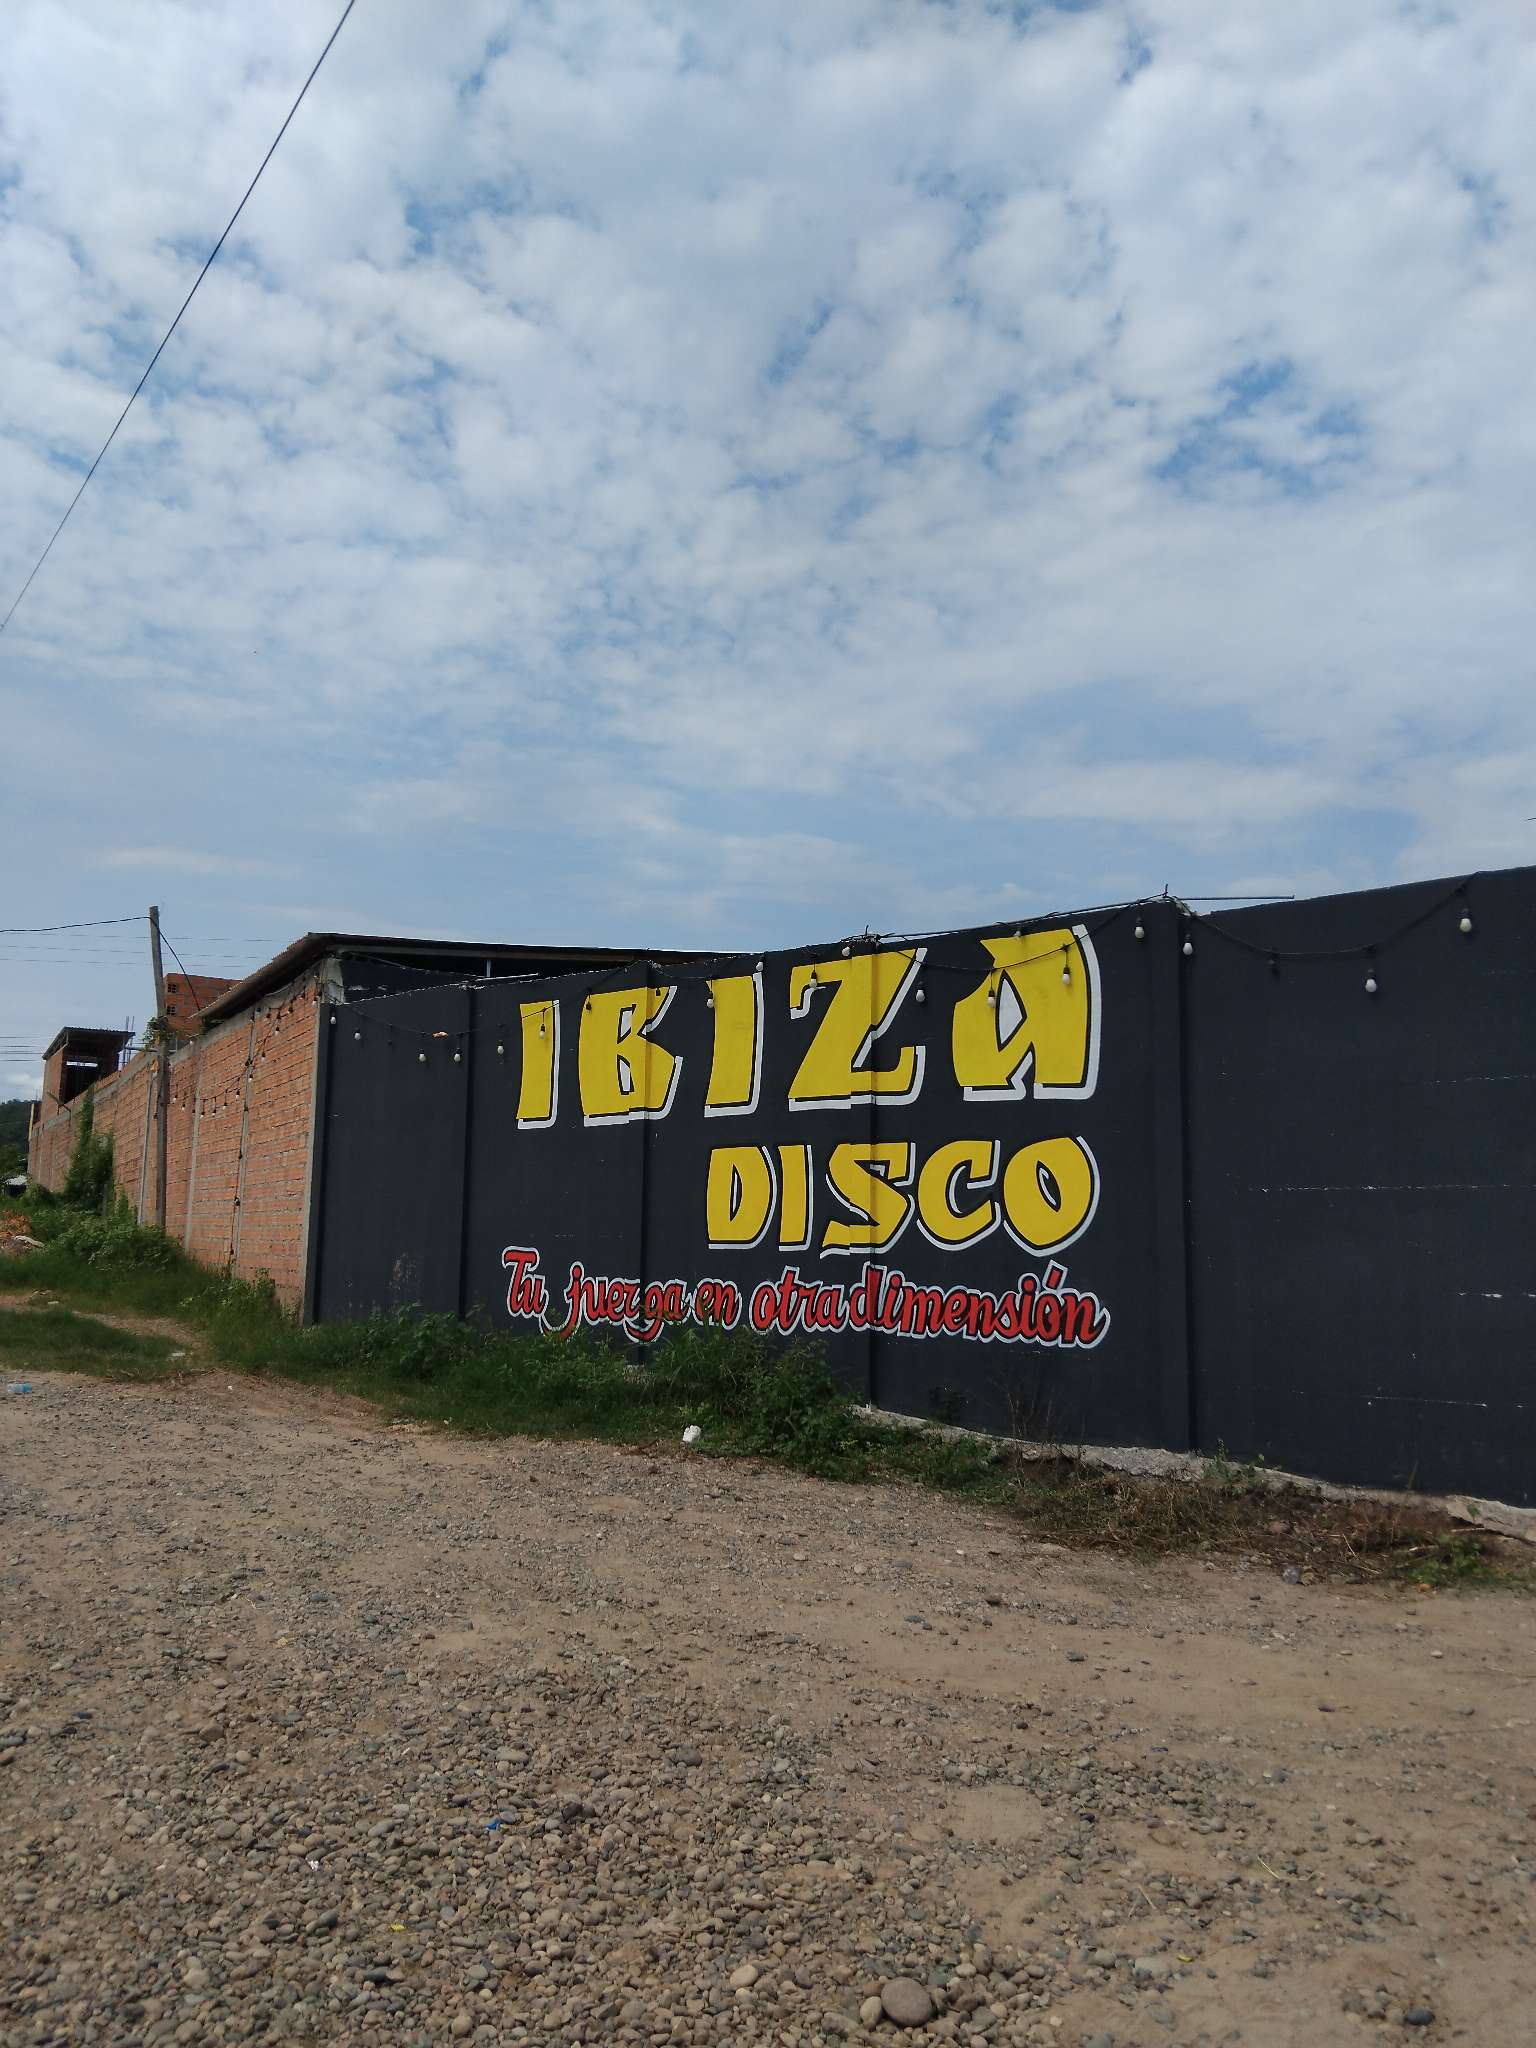 IBIZA
DISCO
Tu juerga en otra dimensión